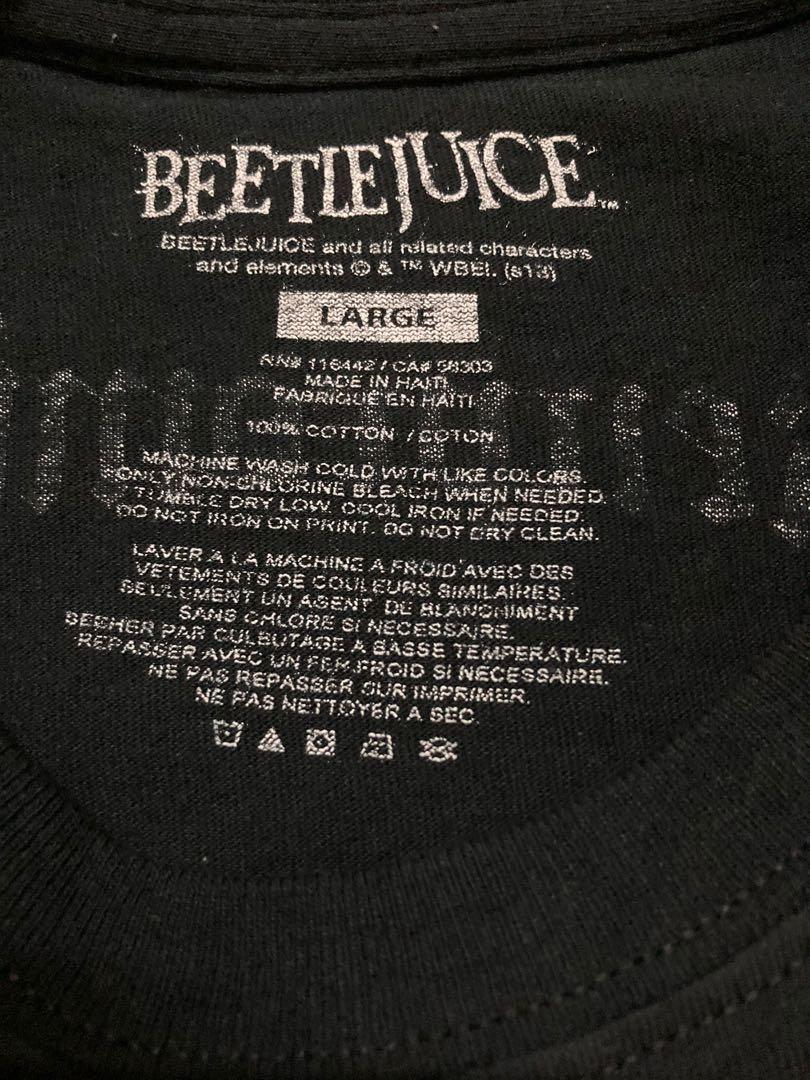 BEETLEJUICE™
BEETLEJUICE and all related characters
and elements © & ™ WBEI. (s13)
LARGE
RN# 116442 / CA# 58303
MADE IN HAITI
FABRIQUÉ EN HAITI
100% COTTON / COTON
MACHINE WASH COLD WITH LIKE COLORS.
ONLY NON-CHLORINE BLEACH WHEN NEEDED.
TUMBLE DRY LOW. COOL IRON IF NEEDED.
DO NOT IRON ON PRINT. DO NOT DRY CLEAN.
LAVER A LA MACHINE A FROID AVEC DES
VETEMENTS DE COULEURS SIMILAIRES.
SEULEMENT UN AGENT DE BLANCHIMENT
SANS CHLORE SI NECESSAIRE.
SECHER PAR CULBUTAGE A BASSE TEMPERATURE.
REPASSER AVEC UN FER FROID SI NECESSAIRE.
NE PAS REPASSER SUR IMPRIMER.
NE PAS NETTOYER A SEC.